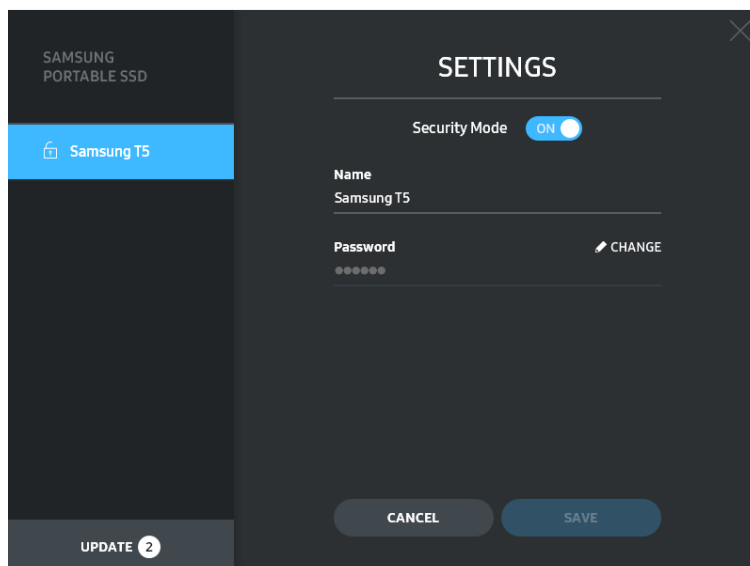 SAMSUNG
PORTABLE SSD
Samsung T5
UPDATE 2
SETTINGS
Security Mode ON
Name
Samsung T5
Password CHANGE
●●●●●●
CANCEL SAVE